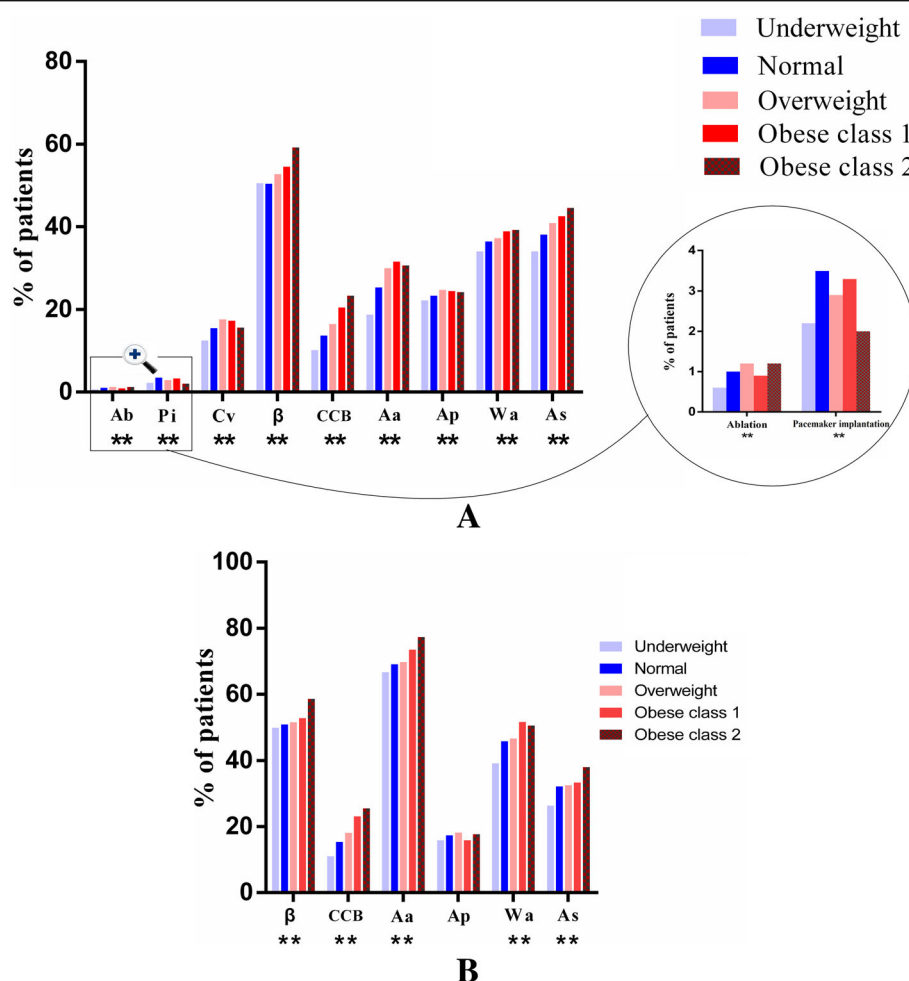 Underweight
Normal
Overweight
Obese class 1
Obese class 2
% of patients
80
60
40
20
0
Ab Pi Cv β CCB Aa Ap Wa As
** ** ** ** ** ** ** ** **
% of patients
4
3
2
1
0
Ablation Pacemaker implantation
** **
A
% of patients
100
80
60
40
20
0
Underweight
Normal
Overweight
Obese class 1
Obese class 2
β CCB Aa Ap Wa As
** ** ** ** **
B